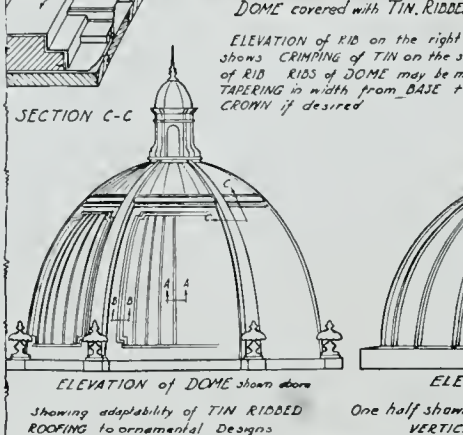 DOME covered with TIN, RIBBE
ELEVATION of RIB on the right
shows CRIMPING of TIN on the s
of RIB RIBS of DOME may be m
TAPERING in width from BASE t
CROWN if desired
SECTION C-C
C
C
A A
B B
ELEVATION of DOME shown above
Showing adaptability of TIN RIBBED
ROOFING to ornamental Designs
ELE
One half shown
VERTIC